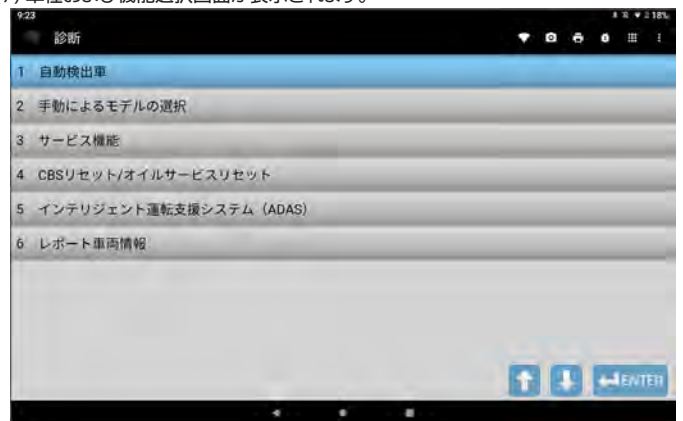 車種および機能選択画面が表示されます。
9:23
18%
診断
1 自動検出車
2 手動によるモデルの選択
3 サービス機能
4 CBSリセット/オイルサービスリセット
5 インテリジェント運転支援システム (ADAS)
6 レポート車両情報
ENTER